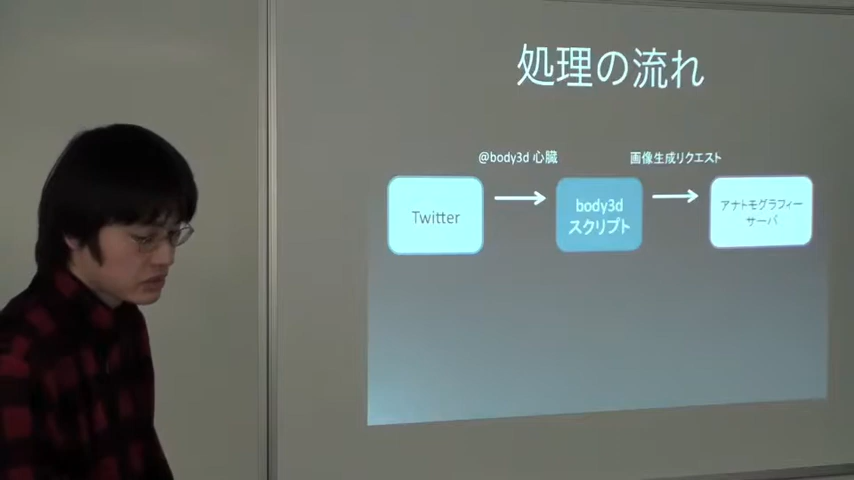 処理の流れ
@body3d 心臓
画像生成リクエスト
Twitter
body3d
スクリプト
アナトモグラフィー
サーバ